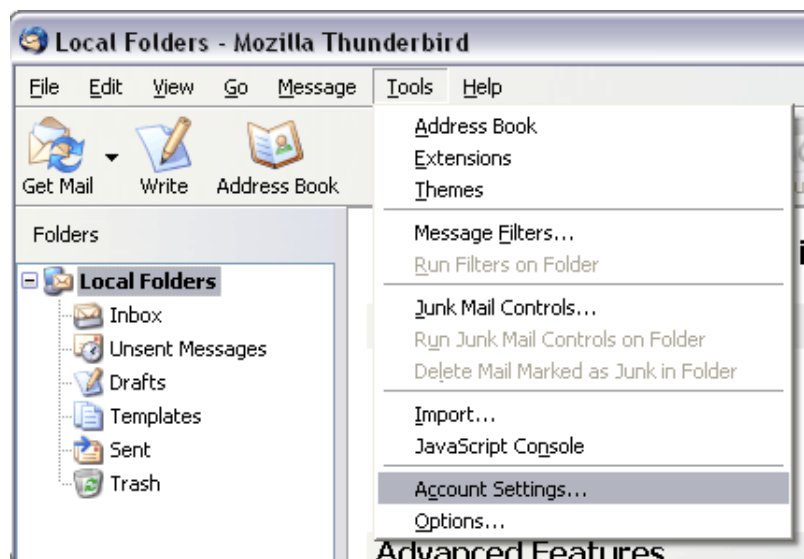 Local Folders - Mozilla Thunderbird
File Edit View Go Message Tools Help
Get Mail Write Address Book
Folders
Local Folders
Inbox
Unsent Messages
Drafts
Templates
Sent
Trash
Address Book
Extensions
Themes
Message Filters...
Run Filters on Folder
Junk Mail Controls...
Run Junk Mail Controls on Folder
Delete Mail Marked as Junk in Folder
Import...
JavaScript Console
Account Settings...
Options...
Advanced Features